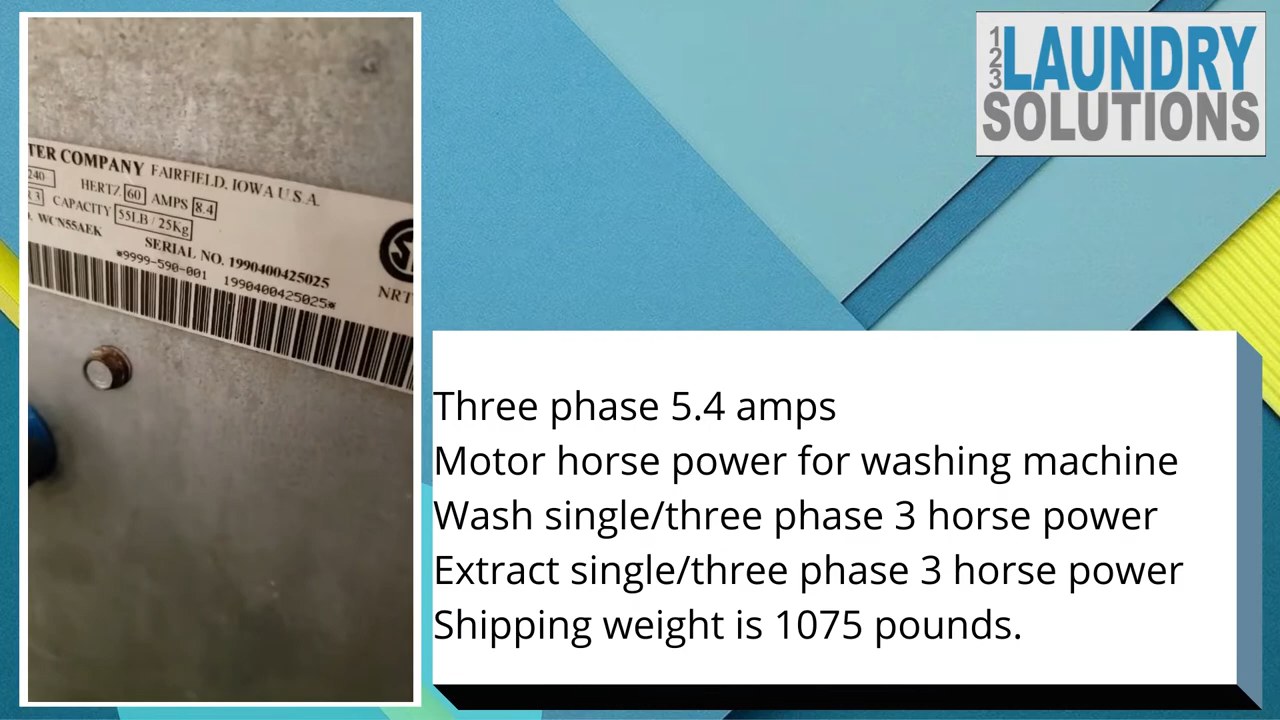 TER COMPANY FAIRFIELD, IOWA U.S.A.
240 HERTZ 60 AMPS 8.4
3 CAPACITY 55LB / 25Kg
WCN55AEK
SERIAL NO. 1990400425025
*9999-590-001 1990400425025*
NRT
1
2
3
LAUNDRY
SOLUTIONS
Three phase 5.4 amps
Motor horse power for washing machine
Wash single/three phase 3 horse power
Extract single/three phase 3 horse power
Shipping weight is 1075 pounds.